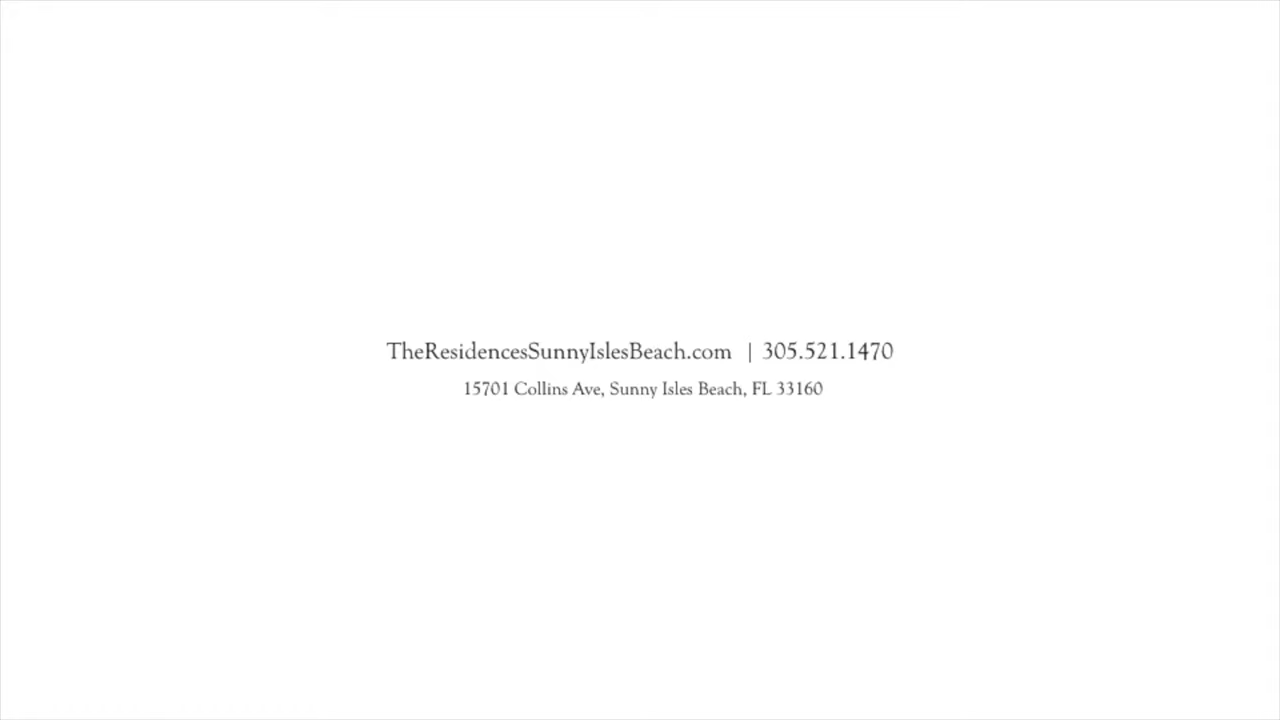 TheResidencesSunnyIslesBeach.com | 305.521.1470
15701 Collins Ave, Sunny Isles Beach, FL 33160